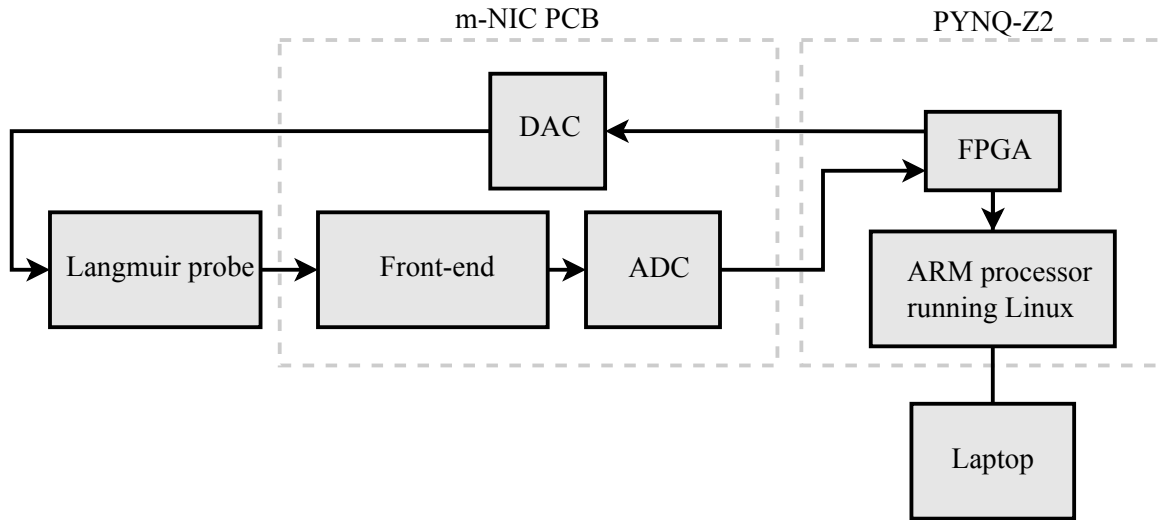 m-NIC PCB
PYNQ-Z2
DAC
FPGA
Langmuir probe
Front-end
ADC
ARM processor
running Linux
Laptop